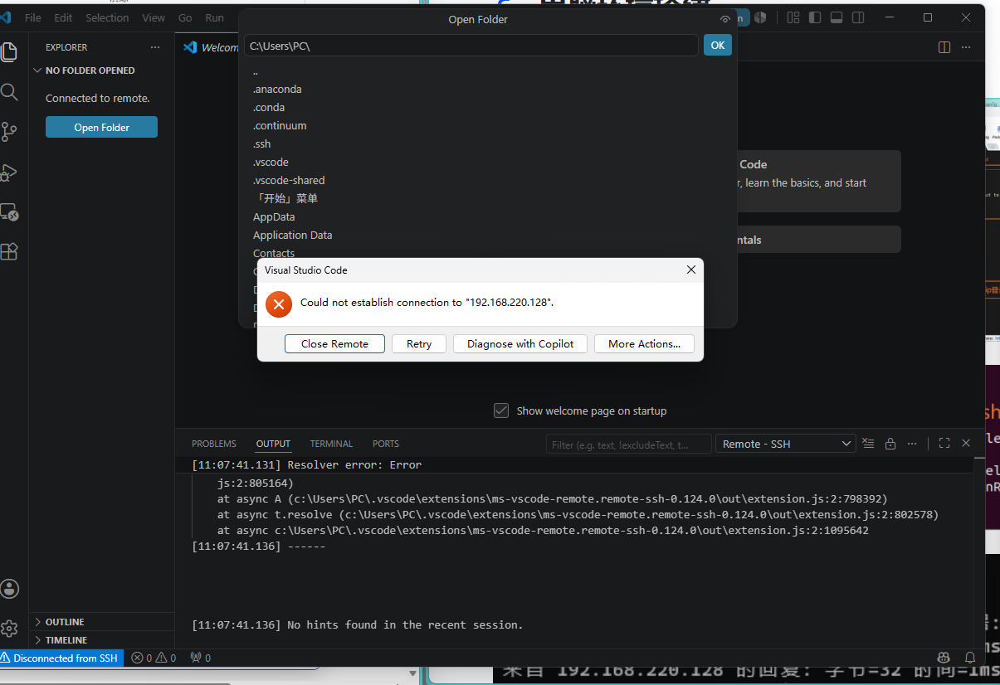 File Edit Selection View Go Run
Open Folder
EXPLORER
Welcom
C:\Users\PC\
OK
NO FOLDER OPENED
Connected to remote.
Open Folder
..
.anaconda
.conda
.continuum
.ssh
.vscode
.vscode-shared
「开始」菜单
AppData
Application Data
Contacts
Code
r, learn the basics, and start
ntals
Visual Studio Code
Could not establish connection to "192.168.220.128".
Close Remote Retry Diagnose with Copilot More Actions...
Show welcome page on startup
PROBLEMS OUTPUT TERMINAL PORTS
Filter (e.g. text, !excludeText, t...
Remote - SSH
[11:07:41.131] Resolver error: Error
js:2:805164)
at async A (c:\Users\PC\.vscode\extensions\ms-vscode-remote.remote-ssh-0.124.0\out\extension.js:2:798392)
at async t.resolve (c:\Users\PC\.vscode\extensions\ms-vscode-remote.remote-ssh-0.124.0\out\extension.js:2:802578)
at async c:\Users\PC\.vscode\extensions\ms-vscode-remote.remote-ssh-0.124.0\out\extension.js:2:1095642
[11:07:41.136] ------
[11:07:41.136] No hints found in the recent session.
OUTLINE
TIMELINE
Disconnected from SSH 0 0 0
来自 192.168.220.128 的回复: 字节=32 时间=1ms